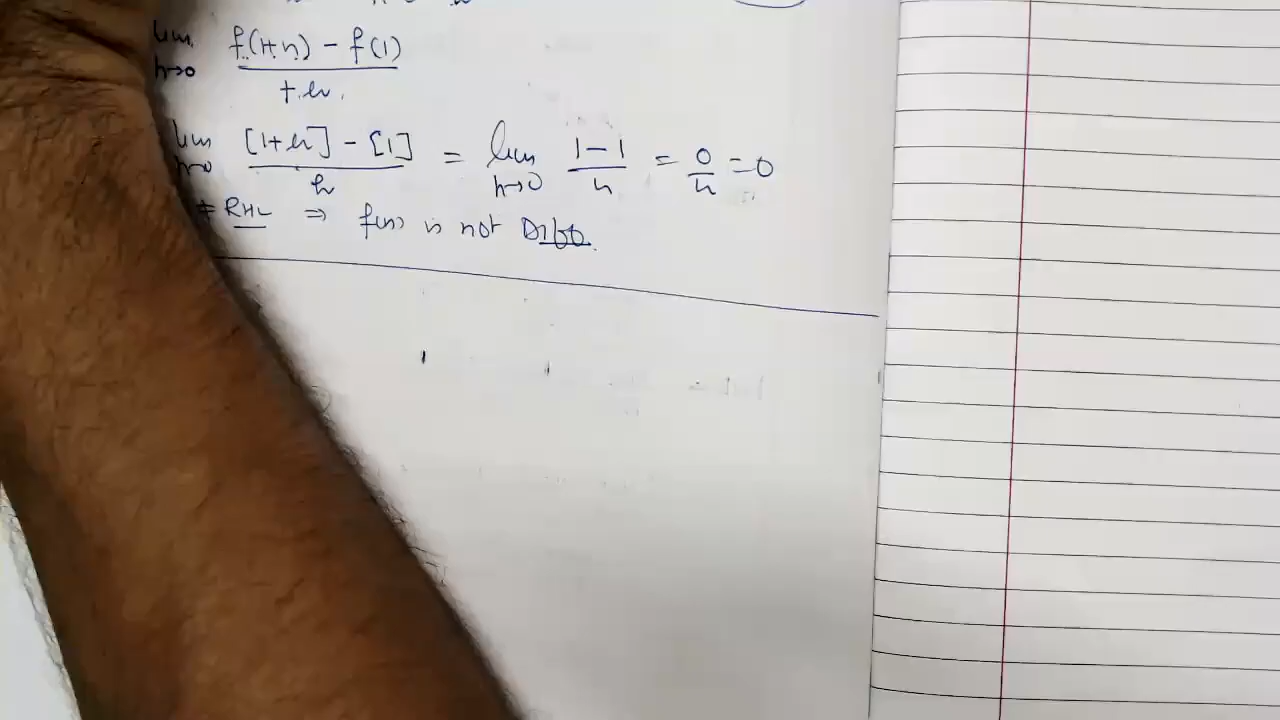 lim f(1+h) - f(1)
h→0 +h.
lim [1+h] - [1] = lim 1-1 = 0 = 0
h→0 h h→0 h h
≠ RHL ⇒ f(x) is not Diff.